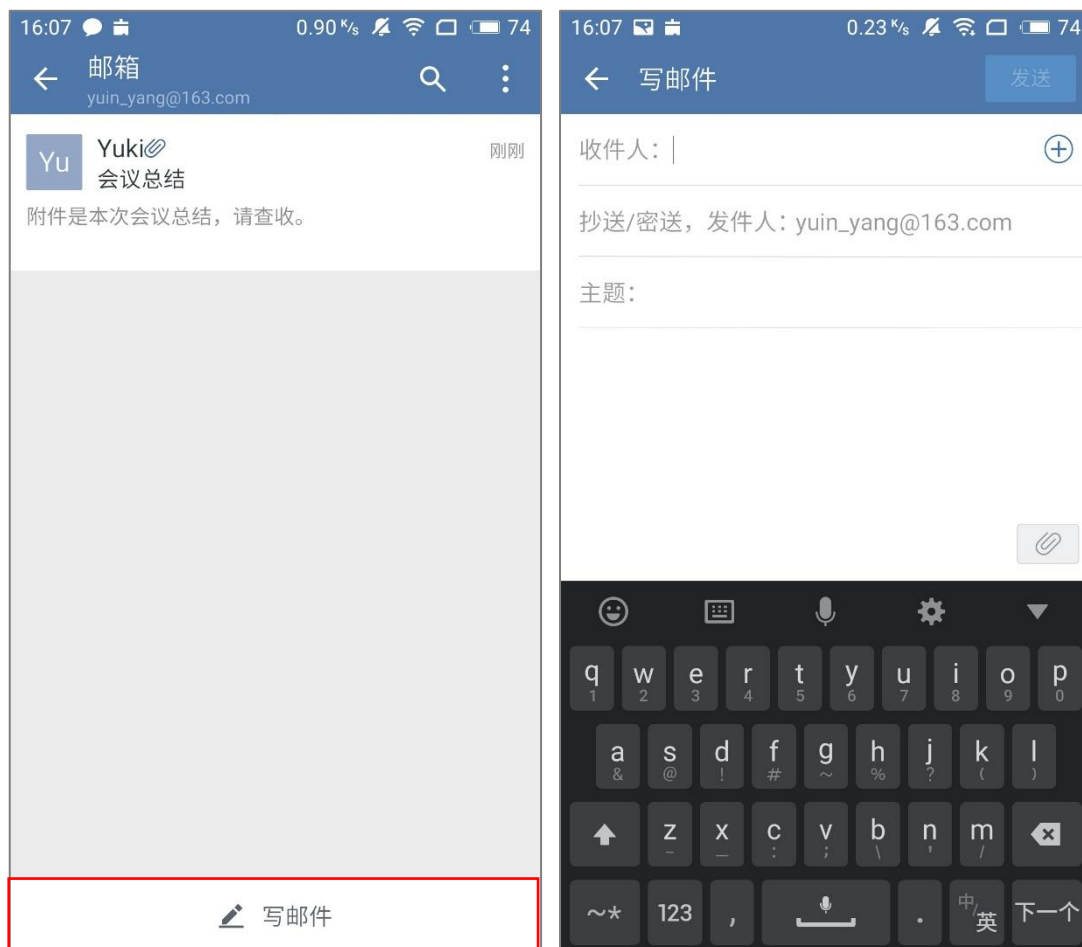 16:07 0.90 K/s 74
邮箱
yuin_yang@163.com
Yu
Yuki
刚刚
会议总结
附件是本次会议总结，请查收。
写邮件
16:07 0.23 K/s 74
写邮件
发送
收件人：
抄送/密送，发件人：yuin_yang@163.com
主题：
q w e r t y u i o p
1 2 3 4 5 6 7 8 9 0
a s d f g h j k l
& @ ! # ~ % ? ( )
z x c v b n m
- _ : ; \ ' /
~* 123 , . 中/英 下一个